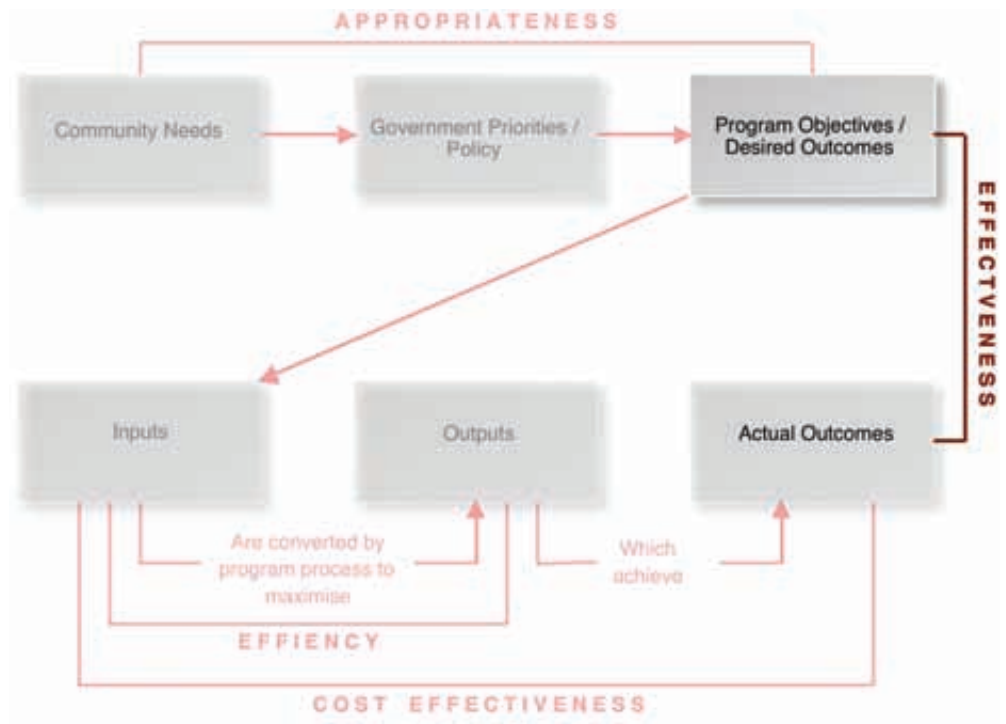 APPROPRIATENESS
Community Needs
Government Priorities /
Policy
Program Objectives /
Desired Outcomes
EFFECTVENESS
Inputs
Outputs
Actual Outcomes
Are converted by
program process to
maximise
Which
achieve
EFFIENCY
COST EFFECTIVENESS